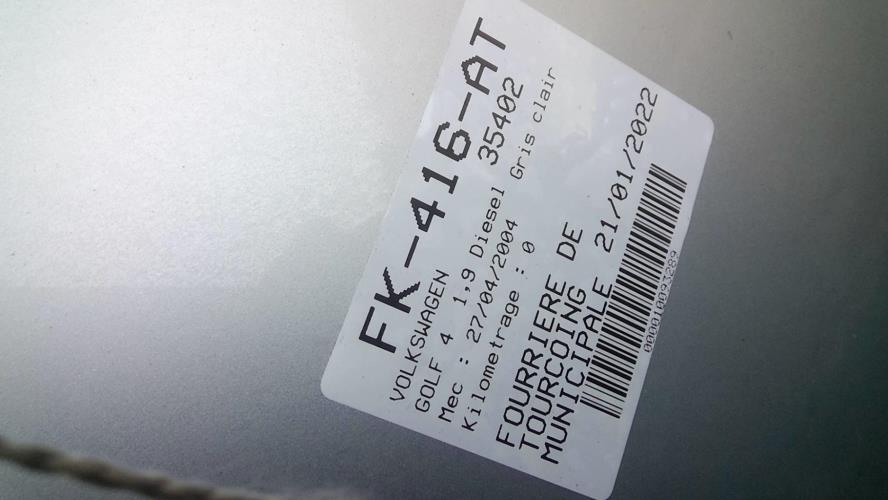 FK-416-AT
VOLKSWAGEN 35402
GOLF 4 1,9 Diesel Gris clair
Mec : 27/04/2004
Kilometrage : 0
FOURRIERE DE
TOURCOING
MUNICIPALE 21/01/2022